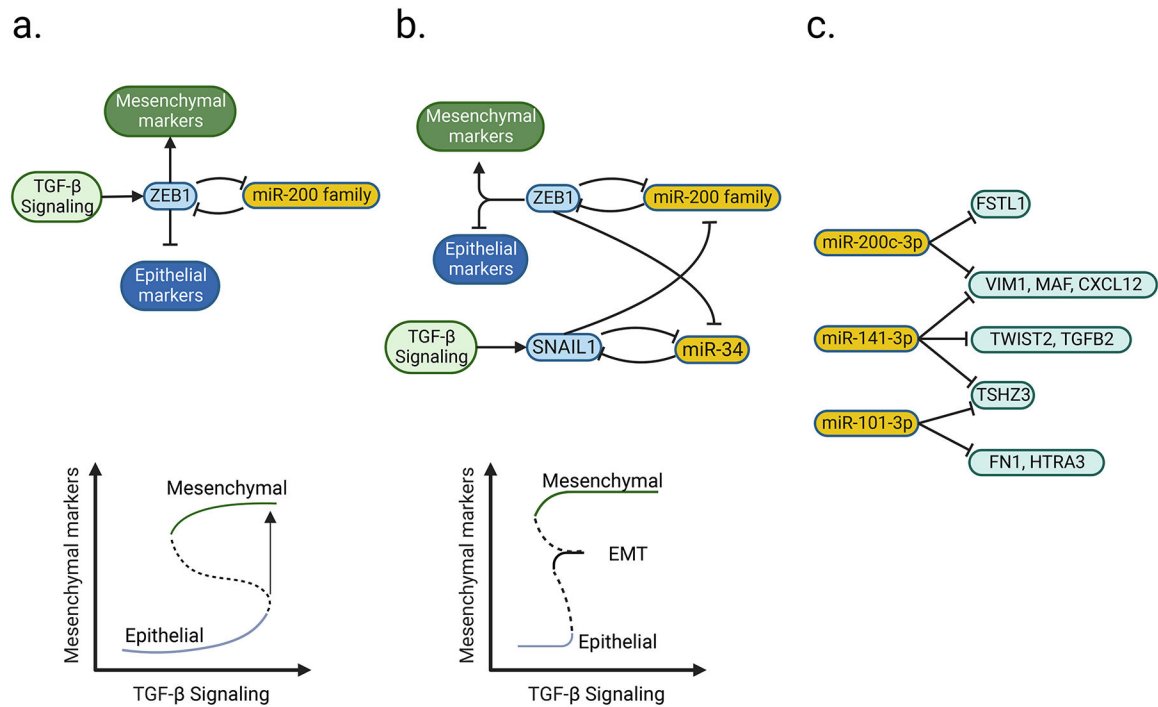 a.
Mesenchymal
markers
TGF-β
Signaling
ZEB1
miR-200 family
Epithelial
markers
Mesenchymal markers
Mesenchymal
Epithelial
TGF-β Signaling
b.
Mesenchymal
markers
ZEB1
miR-200 family
Epithelial
markers
TGF-β
Signaling
SNAIL1
miR-34
Mesenchymal markers
Mesenchymal
EMT
Epithelial
TGF-β Signaling
c.
FSTL1
miR-200c-3p
VIM1, MAF, CXCL12
miR-141-3p
TWIST2, TGFB2
TSHZ3
miR-101-3p
FN1, HTRA3